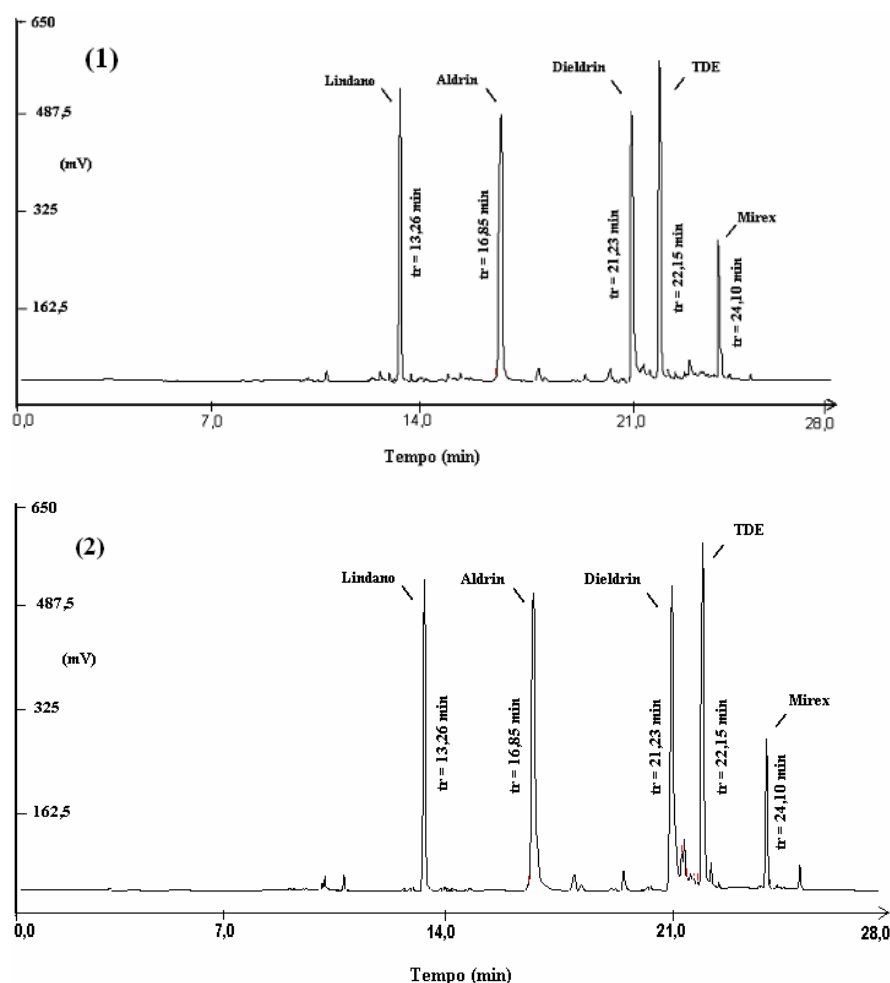 650
(1)
Lindano
Aldrin
Dieldrin
TDE
487,5
(mV)
tr = 13,26 min
tr = 16,85 min
tr = 21,23 min
tr = 22,15 min
Mirex
tr = 24,10 min
325
162,5
0,0 7,0 14,0 21,0 28,0
Tempo (min)
650
(2)
TDE
Lindano
Aldrin
Dieldrin
487,5
(mV)
tr = 13,26 min
tr = 16,85 min
tr = 21,23 min
tr = 22,15 min
Mirex
tr = 24,10 min
325
162,5
0,0 7,0 14,0 21,0 28,0
Tempo (min)